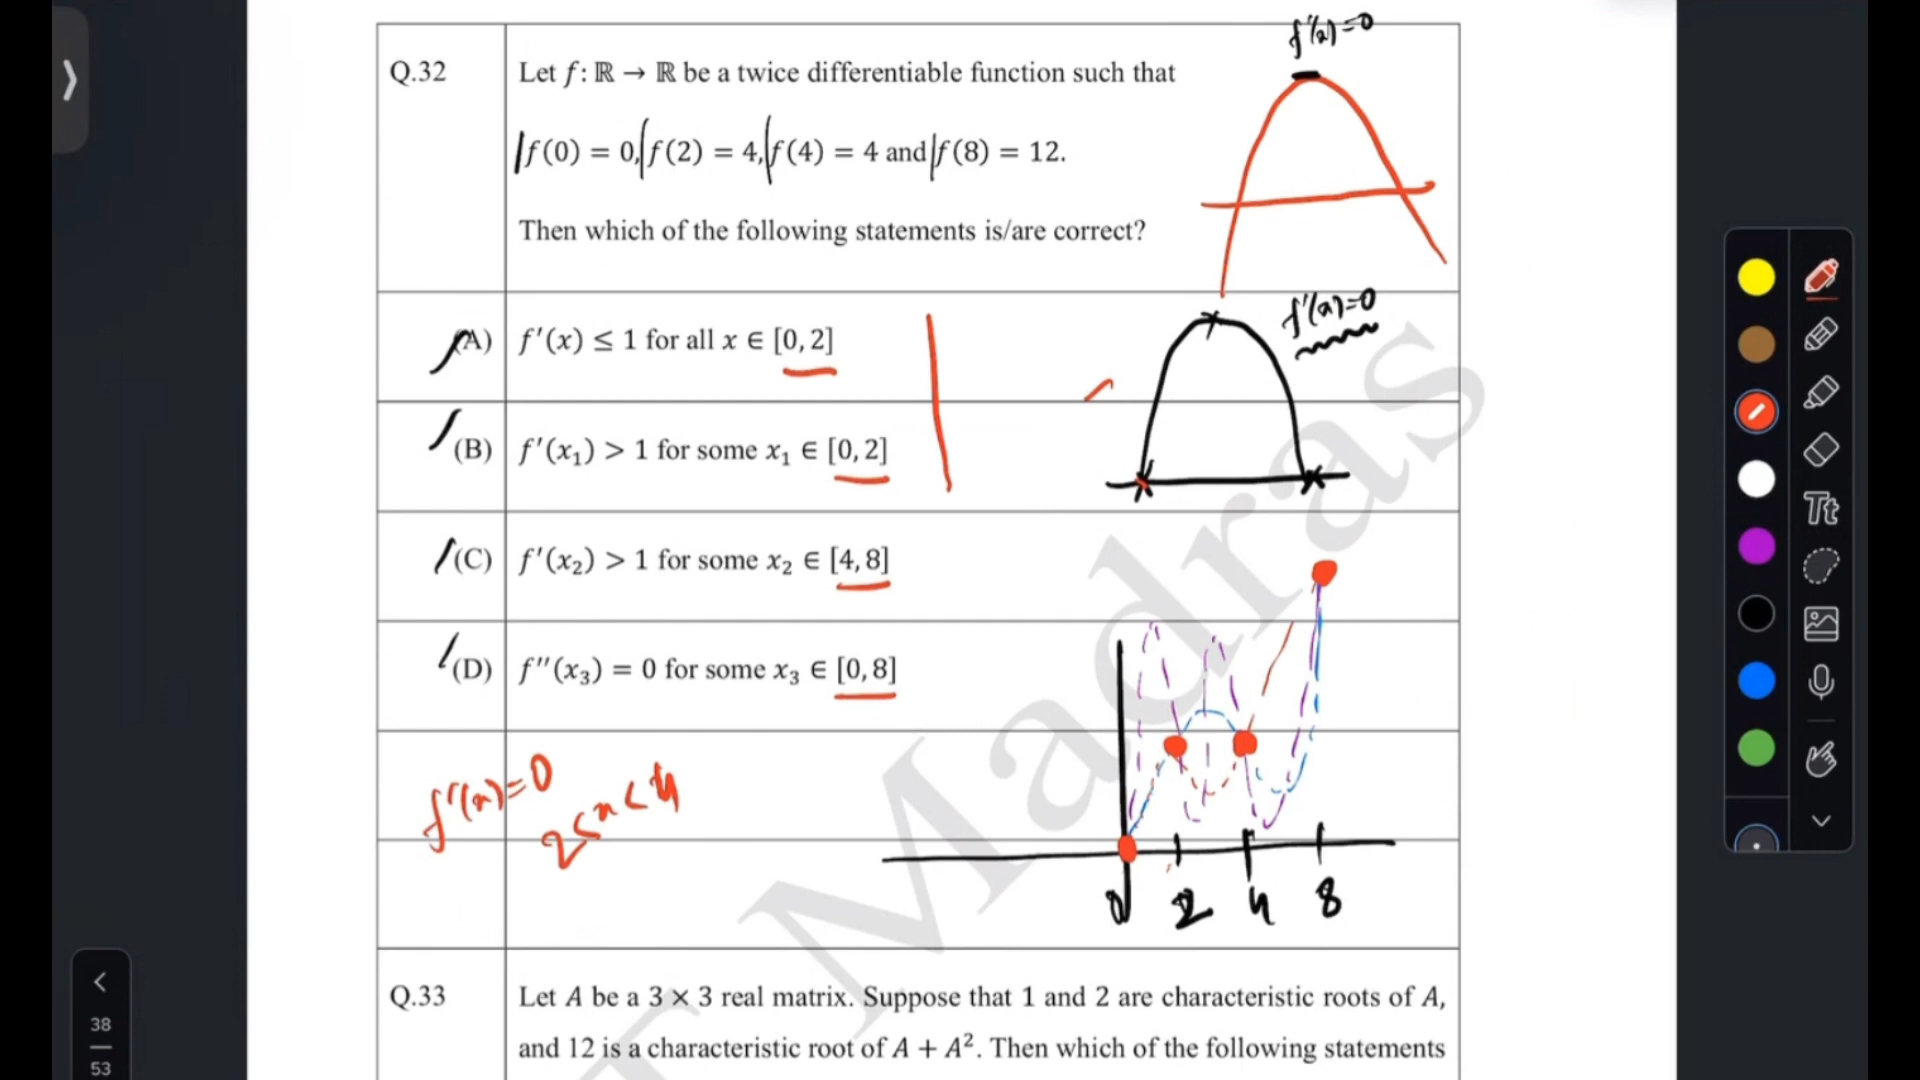 f'(x)=0
Q.32 Let f: ℝ → ℝ be a twice differentiable function such that
f(0) = 0, f(2) = 4, f(4) = 4 and f(8) = 12.
Then which of the following statements is/are correct?
f'(a)=0
(A) f'(x) ≤ 1 for all x ∈ [0, 2]
(B) f'(x₁) > 1 for some x₁ ∈ [0, 2]
(C) f'(x₂) > 1 for some x₂ ∈ [4, 8]
(D) f''(x₃) = 0 for some x₃ ∈ [0, 8]
f'(x)=0
2<x<4
0 2 4 8
Q.33 Let A be a 3 × 3 real matrix. Suppose that 1 and 2 are characteristic roots of A,
and 12 is a characteristic root of A + A². Then which of the following statements
Madras
Tt
38
53